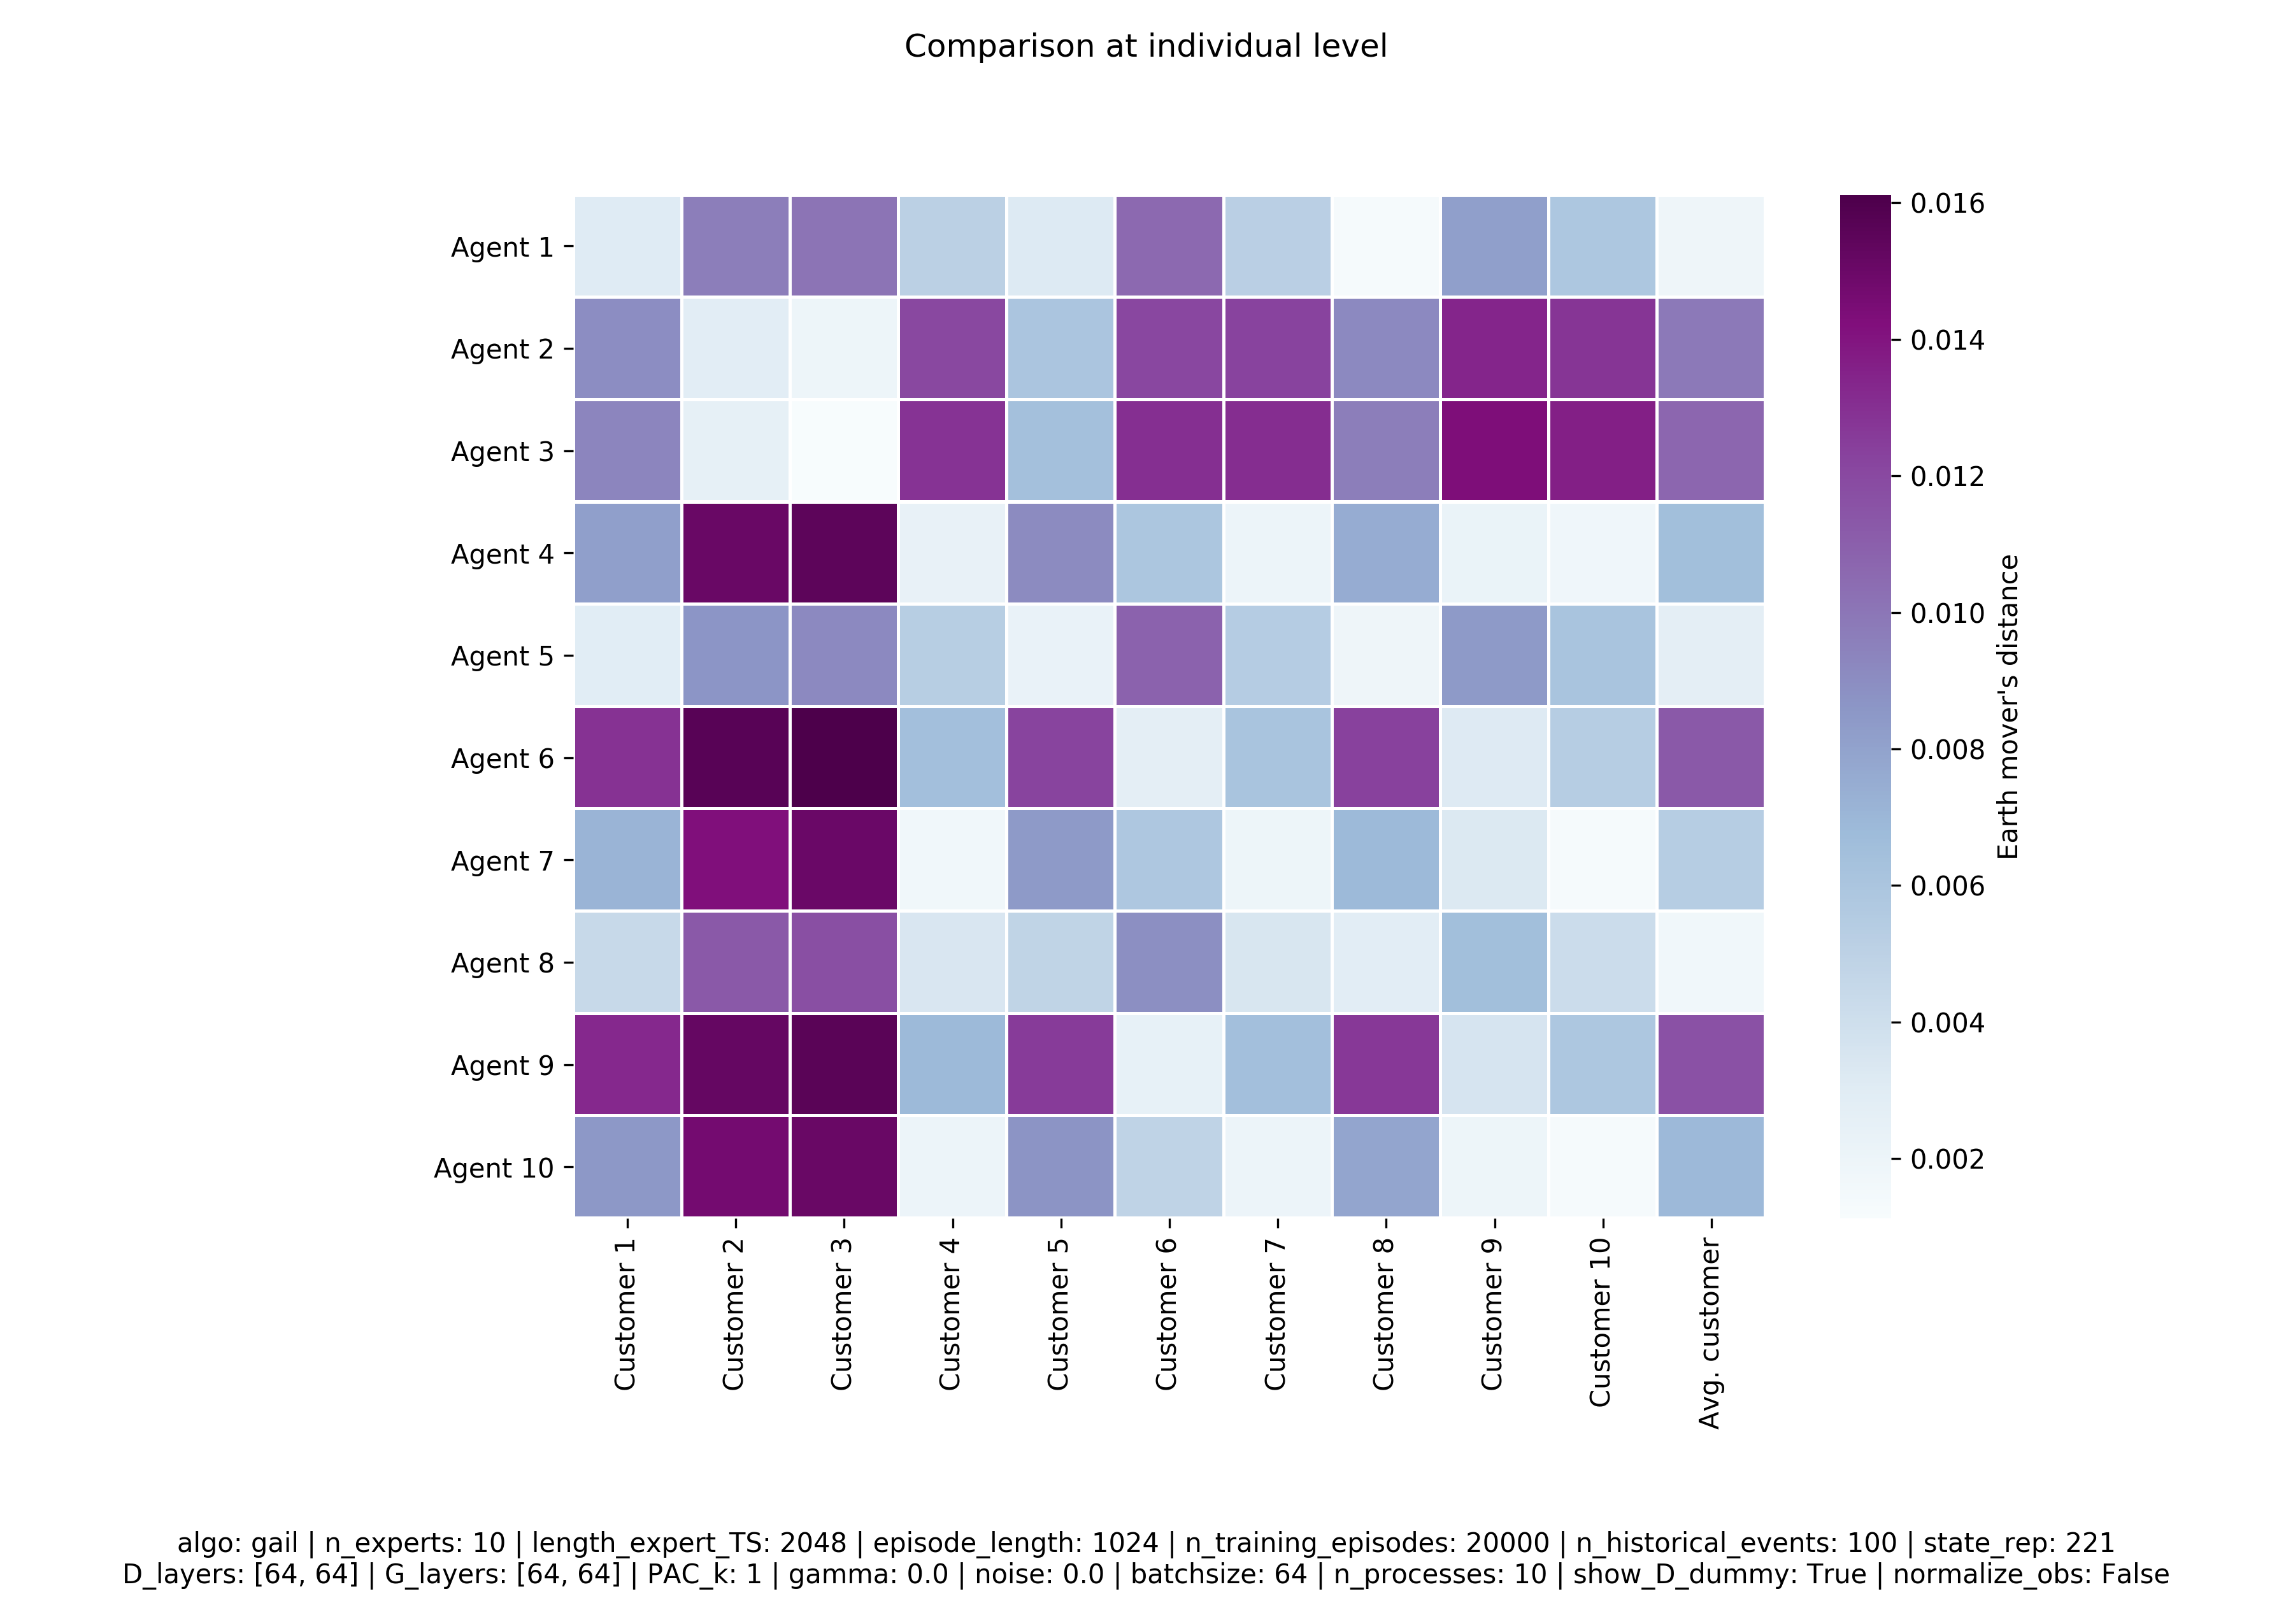 Comparison at individual level
Agent 1
Agent 2
Agent 3
Agent 4
Agent 5
Agent 6
Agent 7
Agent 8
Agent 9
Agent 10
Customer 1
Customer 2
Customer 3
Customer 4
Customer 5
Customer 6
Customer 7
Customer 8
Customer 9
Customer 10
Avg. customer
0.016
0.014
0.012
0.010
0.008
0.006
0.004
0.002
Earth mover's distance
algo: gail | n_experts: 10 | length_expert_TS: 2048 | episode_length: 1024 | n_training_episodes: 20000 | n_historical_events: 100 | state_rep: 221
D_layers: [64, 64] | G_layers: [64, 64] | PAC_k: 1 | gamma: 0.0 | noise: 0.0 | batchsize: 64 | n_processes: 10 | show_D_dummy: True | normalize_obs: False